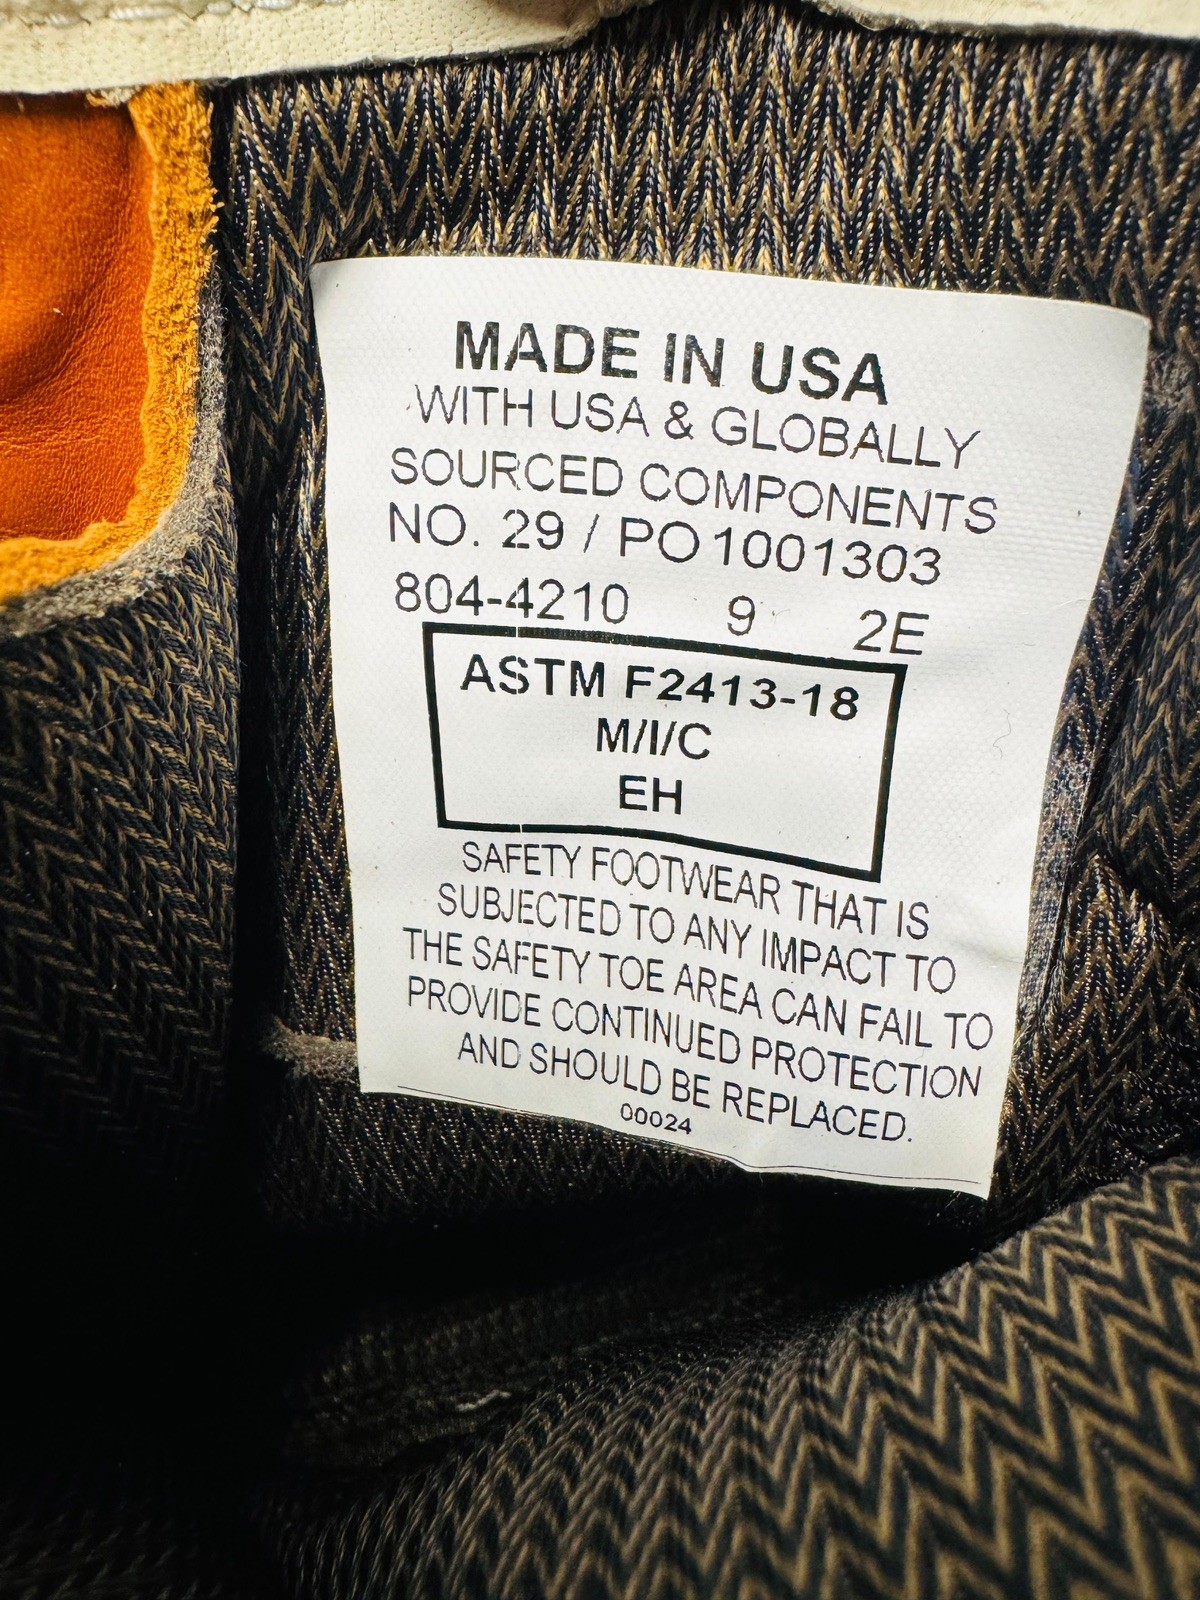 MADE IN USA
WITH USA & GLOBALLY
SOURCED COMPONENTS
NO. 29 / PO1001303
804-4210 9 2E
ASTM F2413-18
M/I/C
EH
SAFETY FOOTWEAR THAT IS
SUBJECTED TO ANY IMPACT TO
THE SAFETY TOE AREA CAN FAIL TO
PROVIDE CONTINUED PROTECTION
AND SHOULD BE REPLACED.
00024